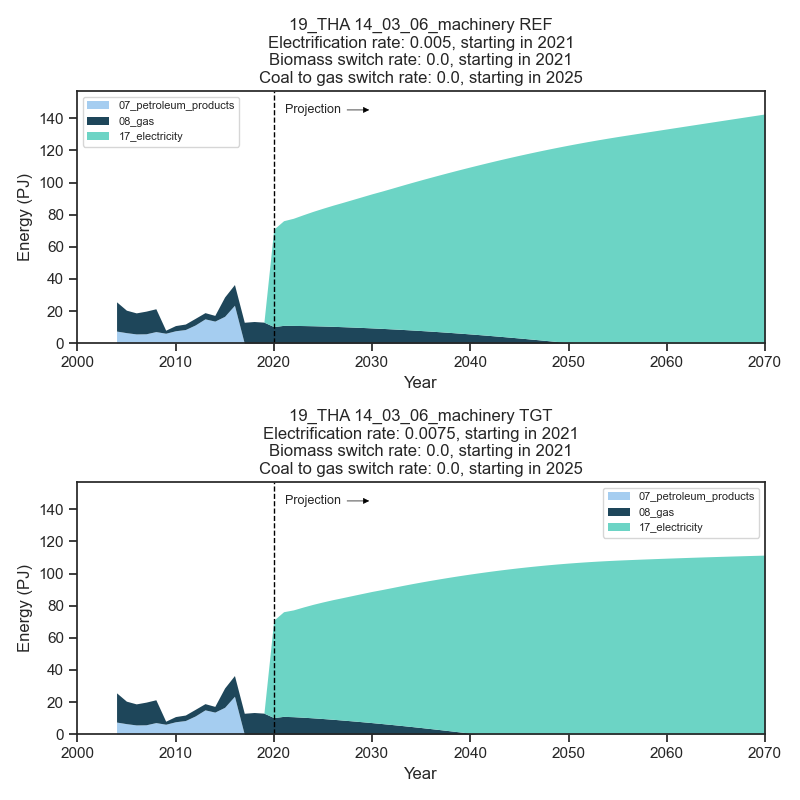 19_THA 14_03_06_machinery REF
Electrification rate: 0.005, starting in 2021
Biomass switch rate: 0.0, starting in 2021
Coal to gas switch rate: 0.0, starting in 2025
07_petroleum_products
08_gas
17_electricity
Projection
Energy (PJ)
140
120
100
80
60
40
20
0
2000 2010 2020 2030 2040 2050 2060 2070
Year
19_THA 14_03_06_machinery TGT
Electrification rate: 0.0075, starting in 2021
Biomass switch rate: 0.0, starting in 2021
Coal to gas switch rate: 0.0, starting in 2025
Projection
07_petroleum_products
08_gas
17_electricity
Energy (PJ)
140
120
100
80
60
40
20
0
2000 2010 2020 2030 2040 2050 2060 2070
Year